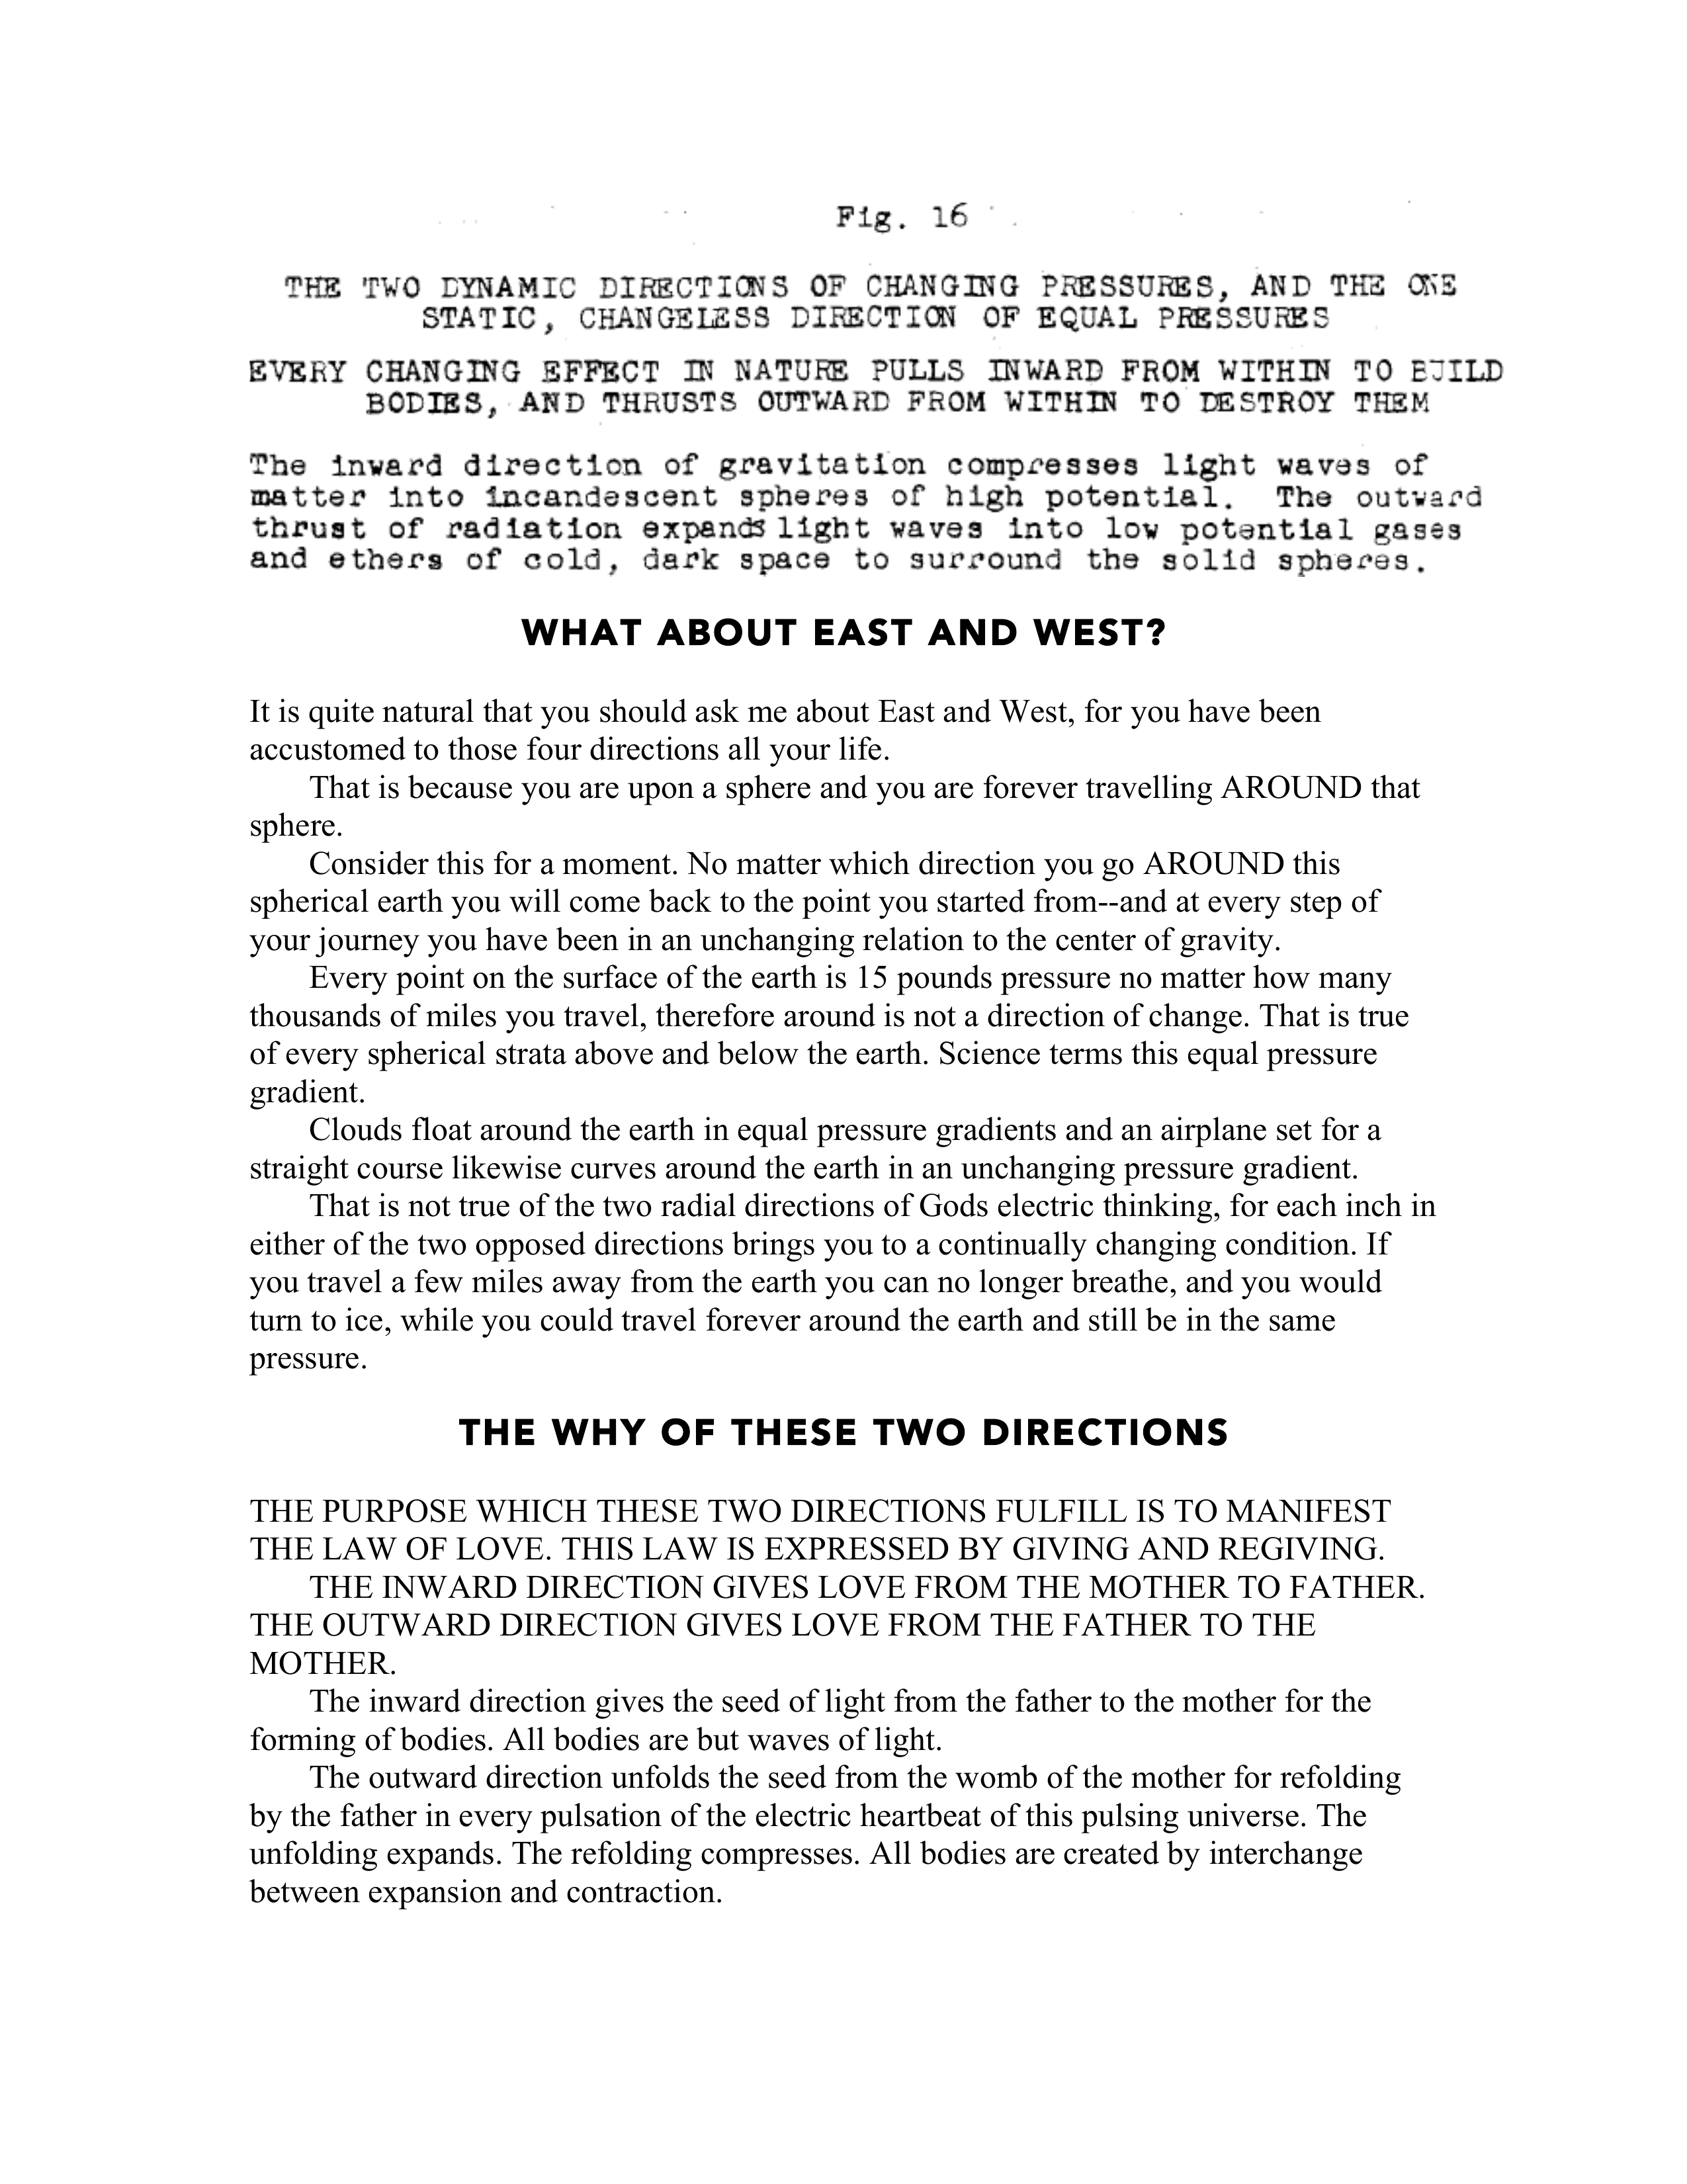 Fig. 16
THE TWO DYNAMIC DIRECTIONS OF CHANGING PRESSURES, AND THE ONE
STATIC, CHANGELESS DIRECTION OF EQUAL PRESSURES
EVERY CHANGING EFFECT IN NATURE PULLS INWARD FROM WITHIN TO BUILD
BODIES, AND THRUSTS OUTWARD FROM WITHIN TO DESTROY THEM
The inward direction of gravitation compresses light waves of
matter into incandescent spheres of high potential. The outward
thrust of radiation expands light waves into low potential gases
and ethers of cold, dark space to surround the solid spheres.
WHAT ABOUT EAST AND WEST?
It is quite natural that you should ask me about East and West, for you have been
accustomed to those four directions all your life.
That is because you are upon a sphere and you are forever travelling AROUND that
sphere.
Consider this for a moment. No matter which direction you go AROUND this
spherical earth you will come back to the point you started from--and at every step of
your journey you have been in an unchanging relation to the center of gravity.
Every point on the surface of the earth is 15 pounds pressure no matter how many
thousands of miles you travel, therefore around is not a direction of change. That is true
of every spherical strata above and below the earth. Science terms this equal pressure
gradient.
Clouds float around the earth in equal pressure gradients and an airplane set for a
straight course likewise curves around the earth in an unchanging pressure gradient.
That is not true of the two radial directions of Gods electric thinking, for each inch in
either of the two opposed directions brings you to a continually changing condition. If
you travel a few miles away from the earth you can no longer breathe, and you would
turn to ice, while you could travel forever around the earth and still be in the same
pressure.
THE WHY OF THESE TWO DIRECTIONS
THE PURPOSE WHICH THESE TWO DIRECTIONS FULFILL IS TO MANIFEST
THE LAW OF LOVE. THIS LAW IS EXPRESSED BY GIVING AND REGIVING.
THE INWARD DIRECTION GIVES LOVE FROM THE MOTHER TO FATHER.
THE OUTWARD DIRECTION GIVES LOVE FROM THE FATHER TO THE
MOTHER.
The inward direction gives the seed of light from the father to the mother for the
forming of bodies. All bodies are but waves of light.
The outward direction unfolds the seed from the womb of the mother for refolding
by the father in every pulsation of the electric heartbeat of this pulsing universe. The
unfolding expands. The refolding compresses. All bodies are created by interchange
between expansion and contraction.